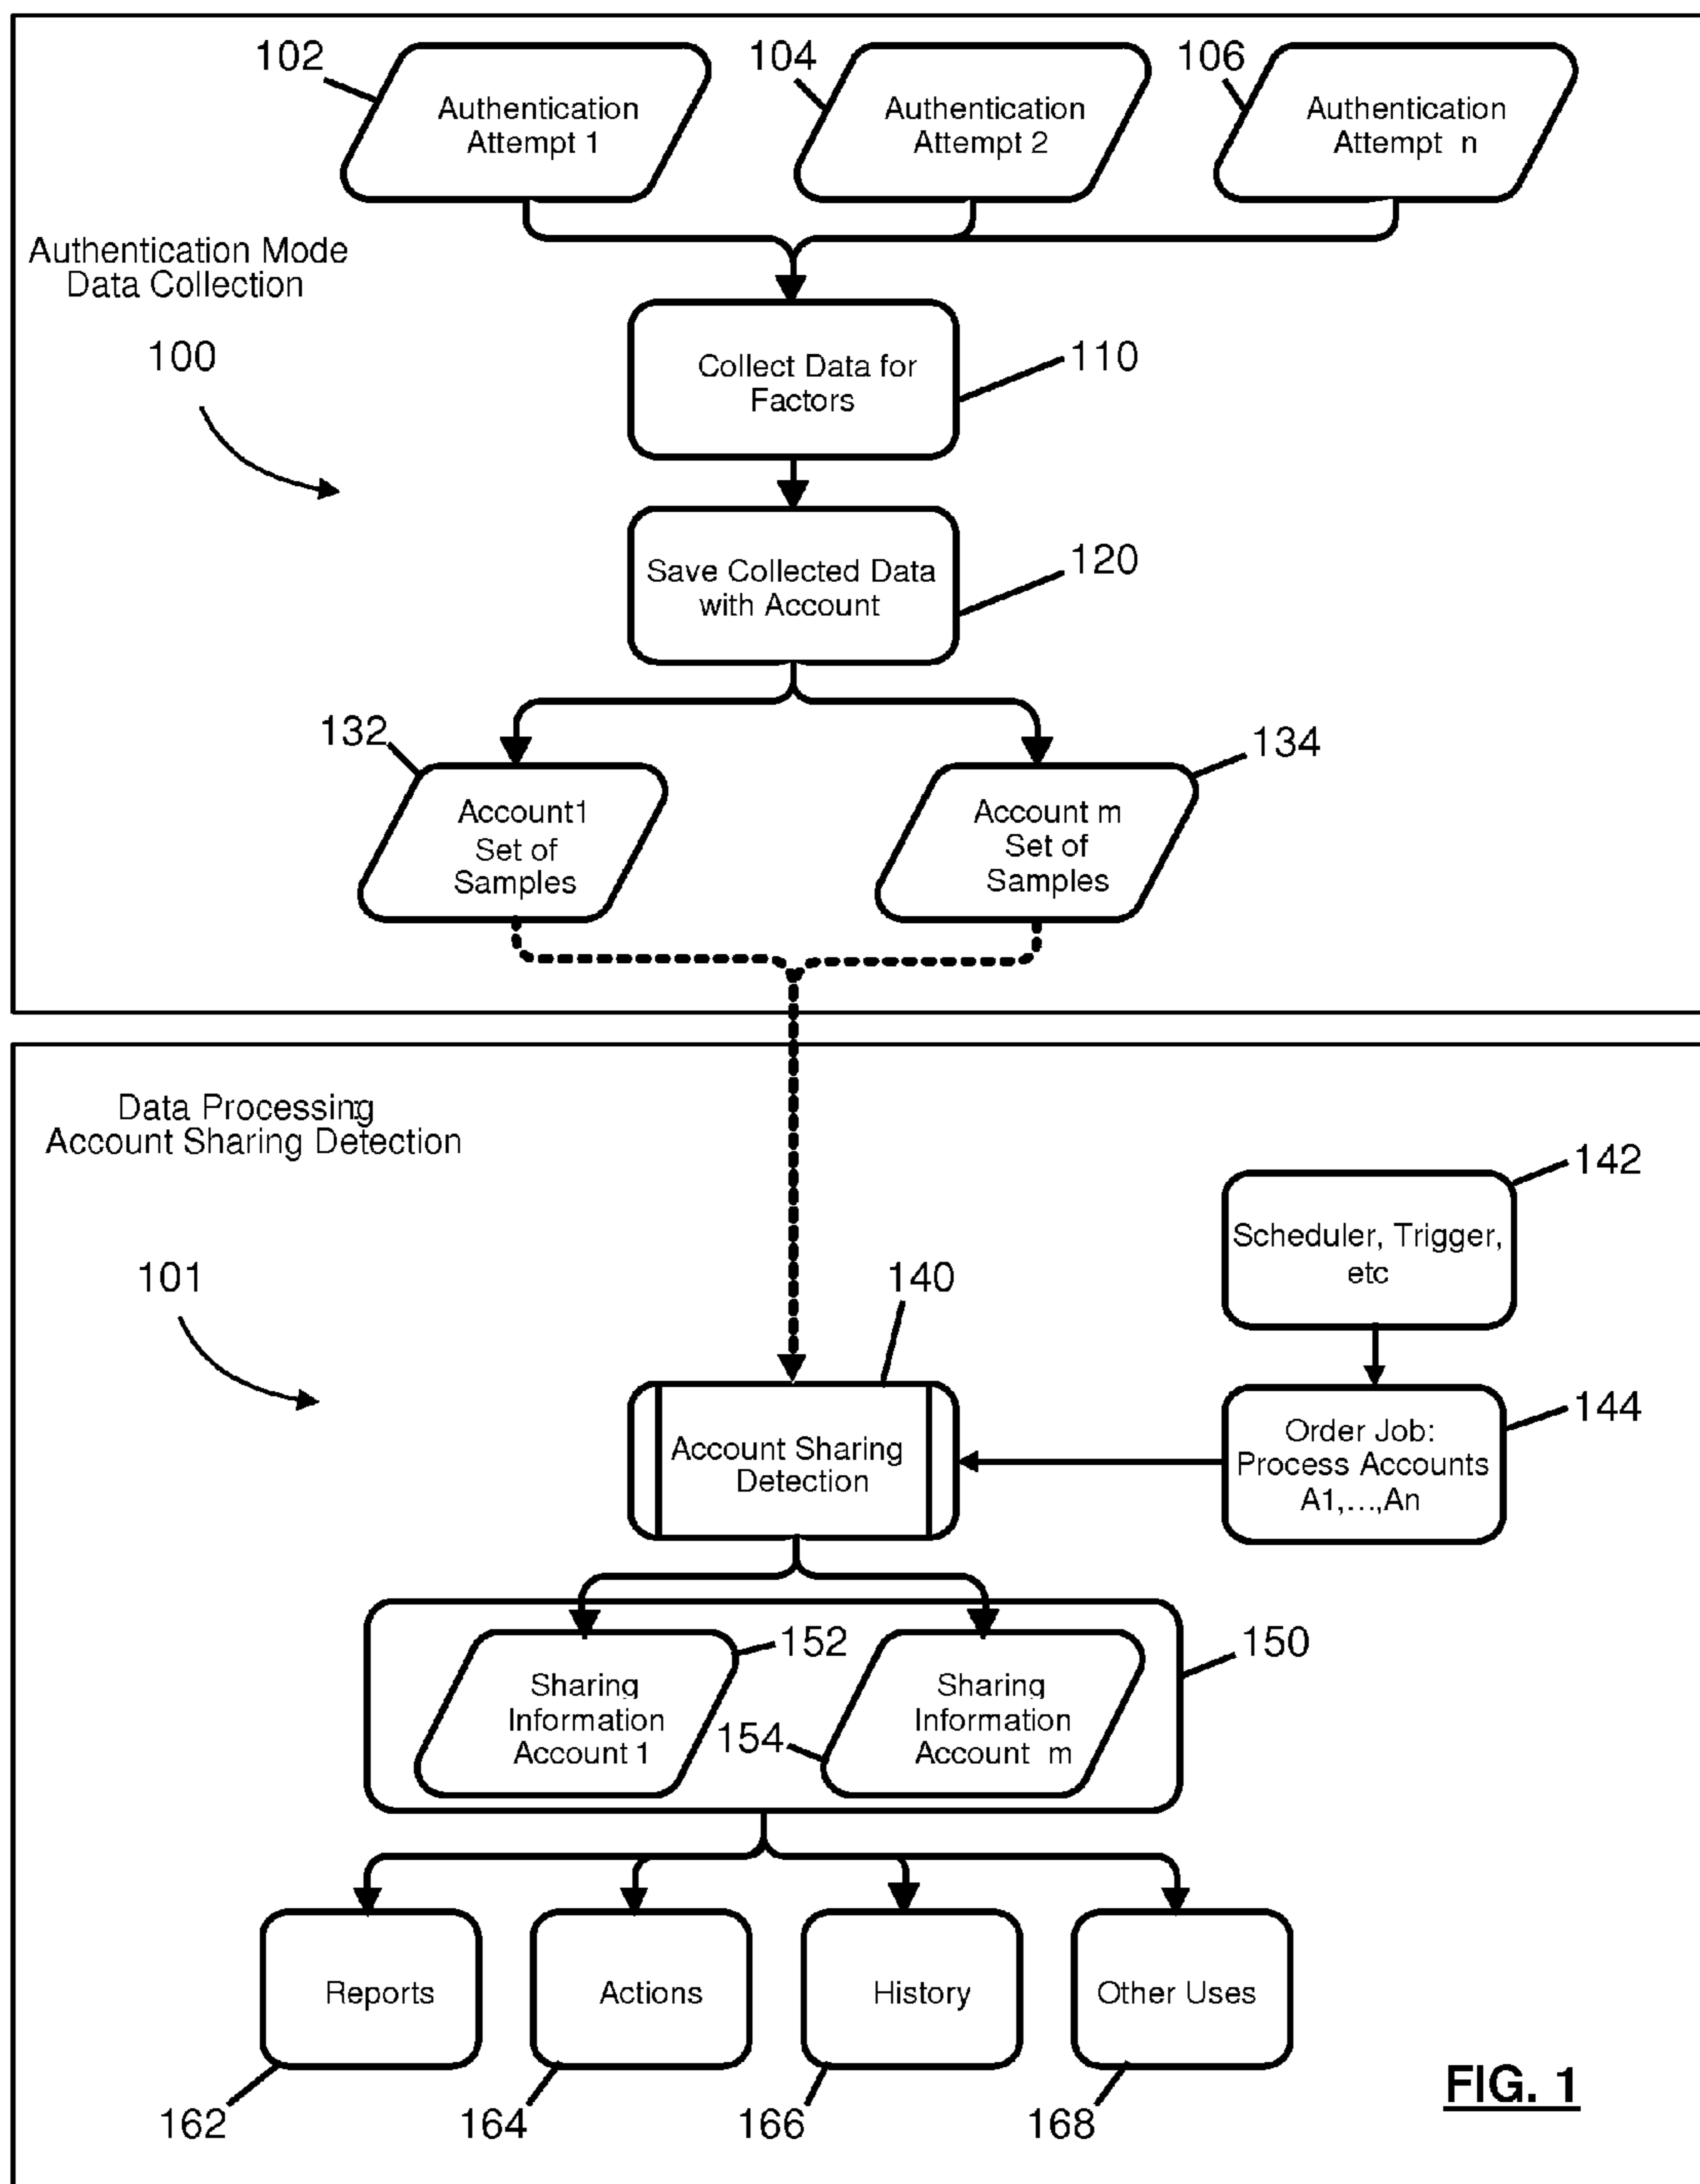 102
104
106
Authentication
Attempt 1
Authentication
Attempt 2
Authentication
Attempt n
Authentication Mode
Data Collection
100
Collect Data for
Factors
110
Save Collected Data
with Account
120
132
134
Account1
Set of
Samples
Account m
Set of
Samples
Data Processing
Account Sharing Detection
101
142
Scheduler, Trigger,
etc
140
144
Account Sharing
Detection
Order Job:
Process Accounts
A1,...,An
152
150
Sharing
Information
Account 1
154
Sharing
Information
Account m
Reports
Actions
History
Other Uses
162
164
166
168
FIG. 1